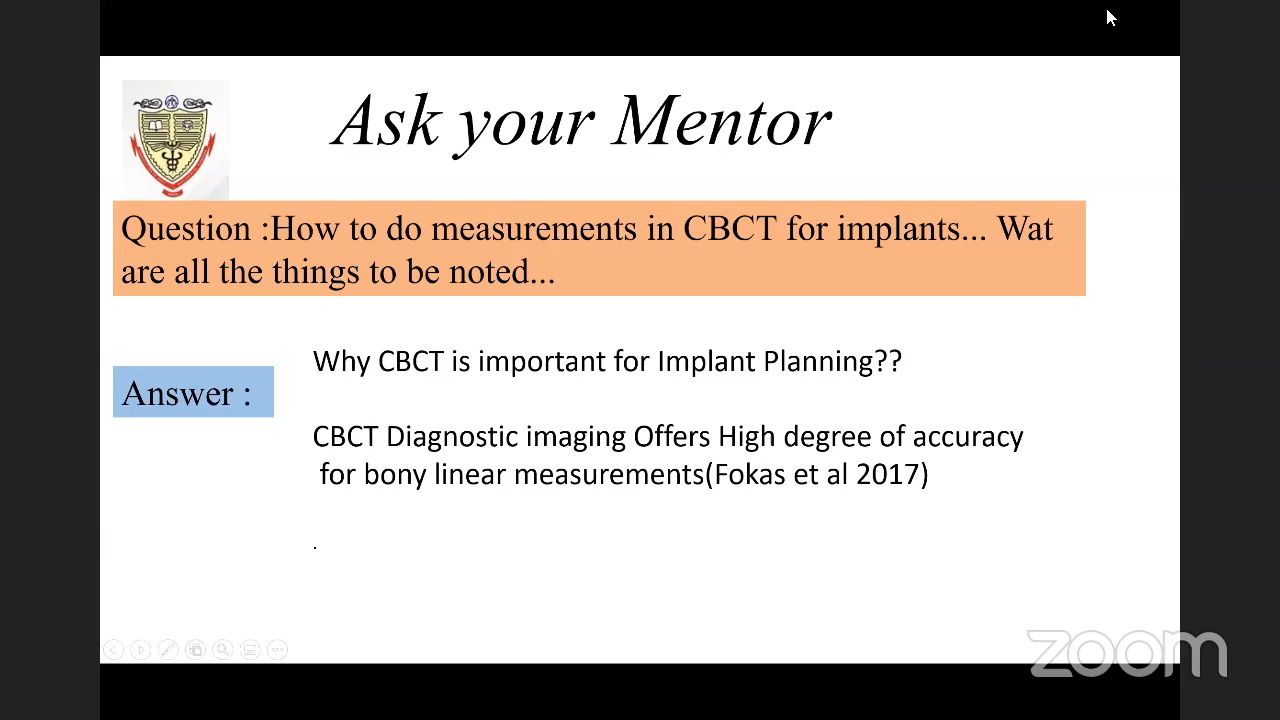 Ask your Mentor
Question :How to do measurements in CBCT for implants... Wat
are all the things to be noted...
Answer :
Why CBCT is important for Implant Planning??
CBCT Diagnostic imaging Offers High degree of accuracy
for bony linear measurements(Fokas et al 2017)
.
zoom